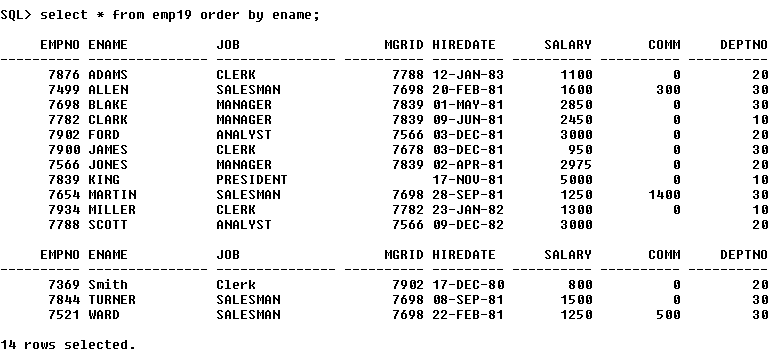 SQL> select * from emp19 order by ename;
EMPNO ENAME JOB MGRID HIREDATE SALARY COMM DEPTNO
---------- -------------------- --------------- ---------- --------- ---------- ---------- ----------
7876 ADAMS CLERK 7788 12-JAN-83 1100 0 20
7499 ALLEN SALESMAN 7698 20-FEB-81 1600 300 30
7698 BLAKE MANAGER 7839 01-MAY-81 2850 0 30
7782 CLARK MANAGER 7839 09-JUN-81 2450 0 10
7902 FORD ANALYST 7566 03-DEC-81 3000 0 20
7900 JAMES CLERK 7678 03-DEC-81 950 0 30
7566 JONES MANAGER 7839 02-APR-81 2975 0 20
7839 KING PRESIDENT 17-NOV-81 5000 0 10
7654 MARTIN SALESMAN 7698 28-SEP-81 1250 1400 30
7934 MILLER CLERK 7782 23-JAN-82 1300 0 10
7788 SCOTT ANALYST 7566 09-DEC-82 3000 20
EMPNO ENAME JOB MGRID HIREDATE SALARY COMM DEPTNO
---------- -------------------- --------------- ---------- --------- ---------- ---------- ----------
7369 Smith Clerk 7902 17-DEC-80 800 0 20
7844 TURNER SALESMAN 7698 08-SEP-81 1500 0 30
7521 WARD SALESMAN 7698 22-FEB-81 1250 500 30
14 rows selected.